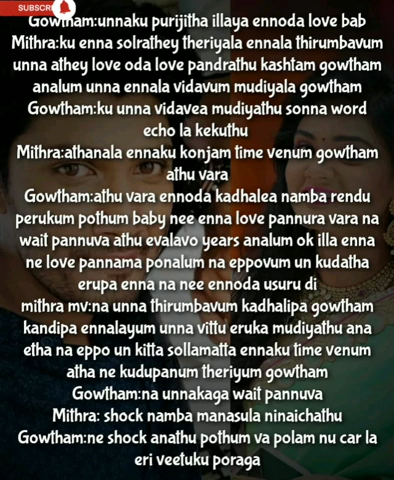 SUBSCRI
Gowtham:unnaku purijitha illaya ennoda love bab
Mithra:ku enna solrathey theriyala ennala thirumbavum
unna athey love oda love pandrathu kashtam gowtham
analum unna ennala vidavum mudiyala gowtham
Gowtham:ku unna vidavea mudiyathu sonna word
echo la kekuthu
Mithra:athanala ennaku konjam time venum gowtham
athu vara
Gowtham:athu vara ennoda kadhalea namba rendu
perukum pothum baby nee enna love pannura vara na
wait pannuva athu evalavo years analum ok illa enna
ne love pannama ponalum na eppovum un kudatha
erupa enna na nee ennoda usuru di
mithra mv:na unna thirumbavum kadhalipa gowtham
kandipa ennalayum unna vittu eruka mudiyathu ana
etha na eppo un kitta sollamatta ennaku time venum
atha ne kudupanum theriyum gowtham
Gowtham:na unnakaga wait pannuva
Mithra: shock namba manasula ninaichathu
Gowtham:ne shock anathu pothum va polam nu car la
eri veetuku poraga